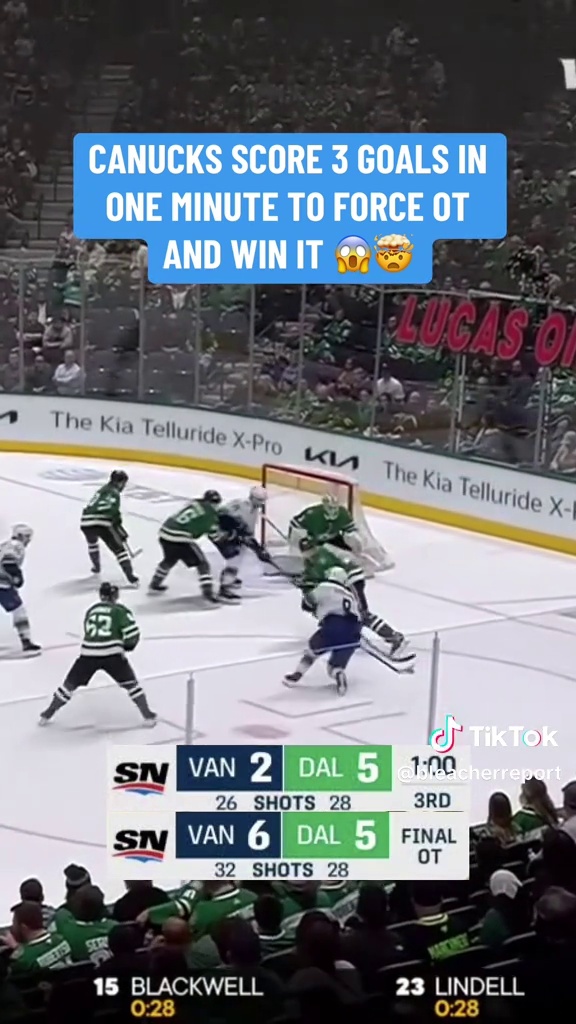 CANUCKS SCORE 3 GOALS IN
ONE MINUTE TO FORCE OT
AND WIN IT 😱🤯
LUCAS OI
The Kia Telluride X-Pro
KIA
The Kia Telluride X-P
62
TikTok
@bleacherreport
SN VAN 2 DAL 5 1:00
26 SHOTS 28 3RD
SN VAN 6 DAL 5 FINAL
OT
32 SHOTS 28
15 BLACKWELL
0:28
23 LINDELL
0:28